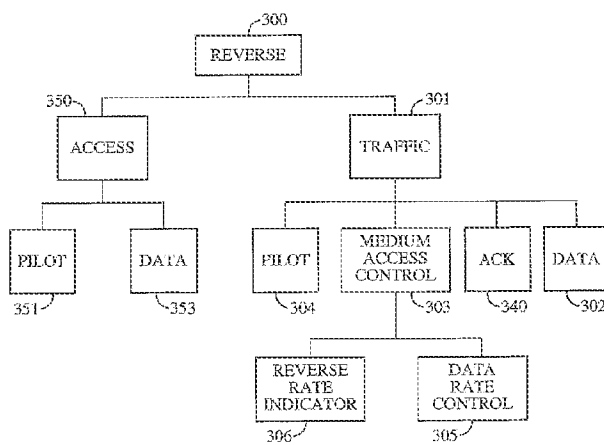 300
REVERSE
350
301
ACCESS
TRAFFIC
PILOT
DATA
PILOT
MEDIUM
ACCESS
CONTROL
ACK
DATA
351
353
304
303
340
302
REVERSE
RATE
INDICATOR
DATA
RATE
CONTROL
306
305